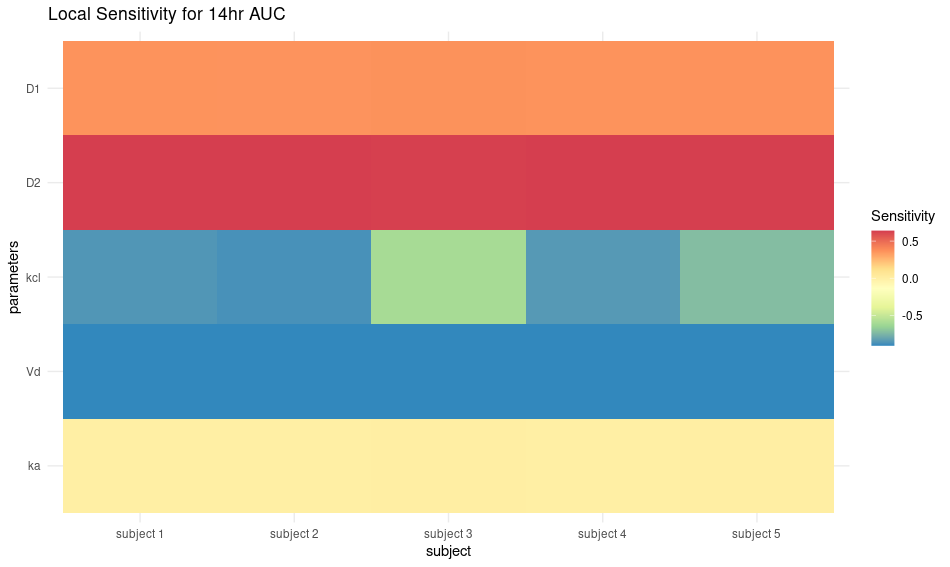 Local Sensitivity for 14hr AUC
parameters
D1
D2
kcl
Vd
ka
subject 1
subject 2
subject 3
subject 4
subject 5
subject
Sensitivity
0.5
0.0
-0.5